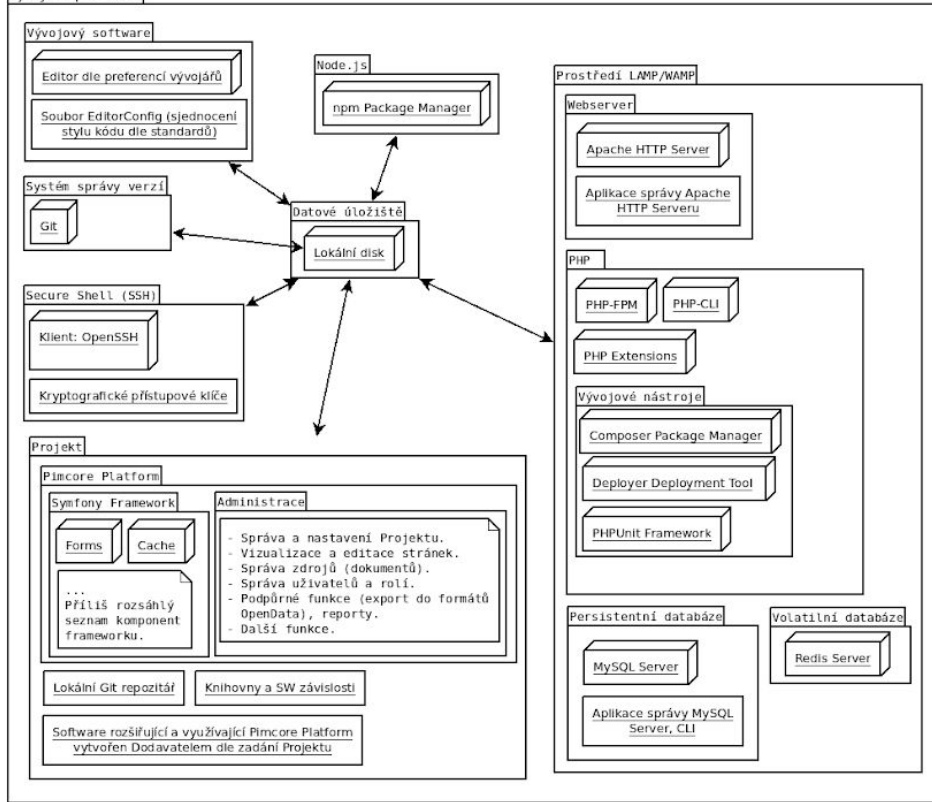 Vývojový software
Editor dle preferencí vývojářů
Soubor EditorConfig (sjednocení
stylu kódu dle standardů)
Node.js
npm Package Manager
Systém správy verzí
Git
Datové úložiště
Lokální disk
Secure Shell (SSH)
Klient: OpenSSH
Kryptografické přístupové klíče
Prostředí LAMP/WAMP
Webserver
Apache HTTP Server
Aplikace správy Apache
HTTP Serveru
PHP
PHP-FPM
PHP-CLI
PHP Extensions
Vývojové nástroje
Composer Package Manager
Deployer Deployment Tool
PHPUnit Framework
Persistentní databáze
MySQL Server
Aplikace správy MySQL
Server, CLI
Volatilní databáze
Redis Server
Projekt
Pimcore Platform
Symfony Framework
Forms
Cache
...
Příliš rozsáhlý
seznam komponent
frameworku.
Administrace
- Správa a nastavení Projektu.
- Vizualizace a editace stránek.
- Správa zdrojů (dokumentů).
- Správa uživatelů a rolí.
- Podpůrné funkce (export do formátů
OpenData), reporty.
- Další funkce.
Lokální Git repozitář
Knihovny a SW závislosti
Software rozšiřující a využívající Pimcore Platform
vytvořen Dodavatelem dle zadání Projektu